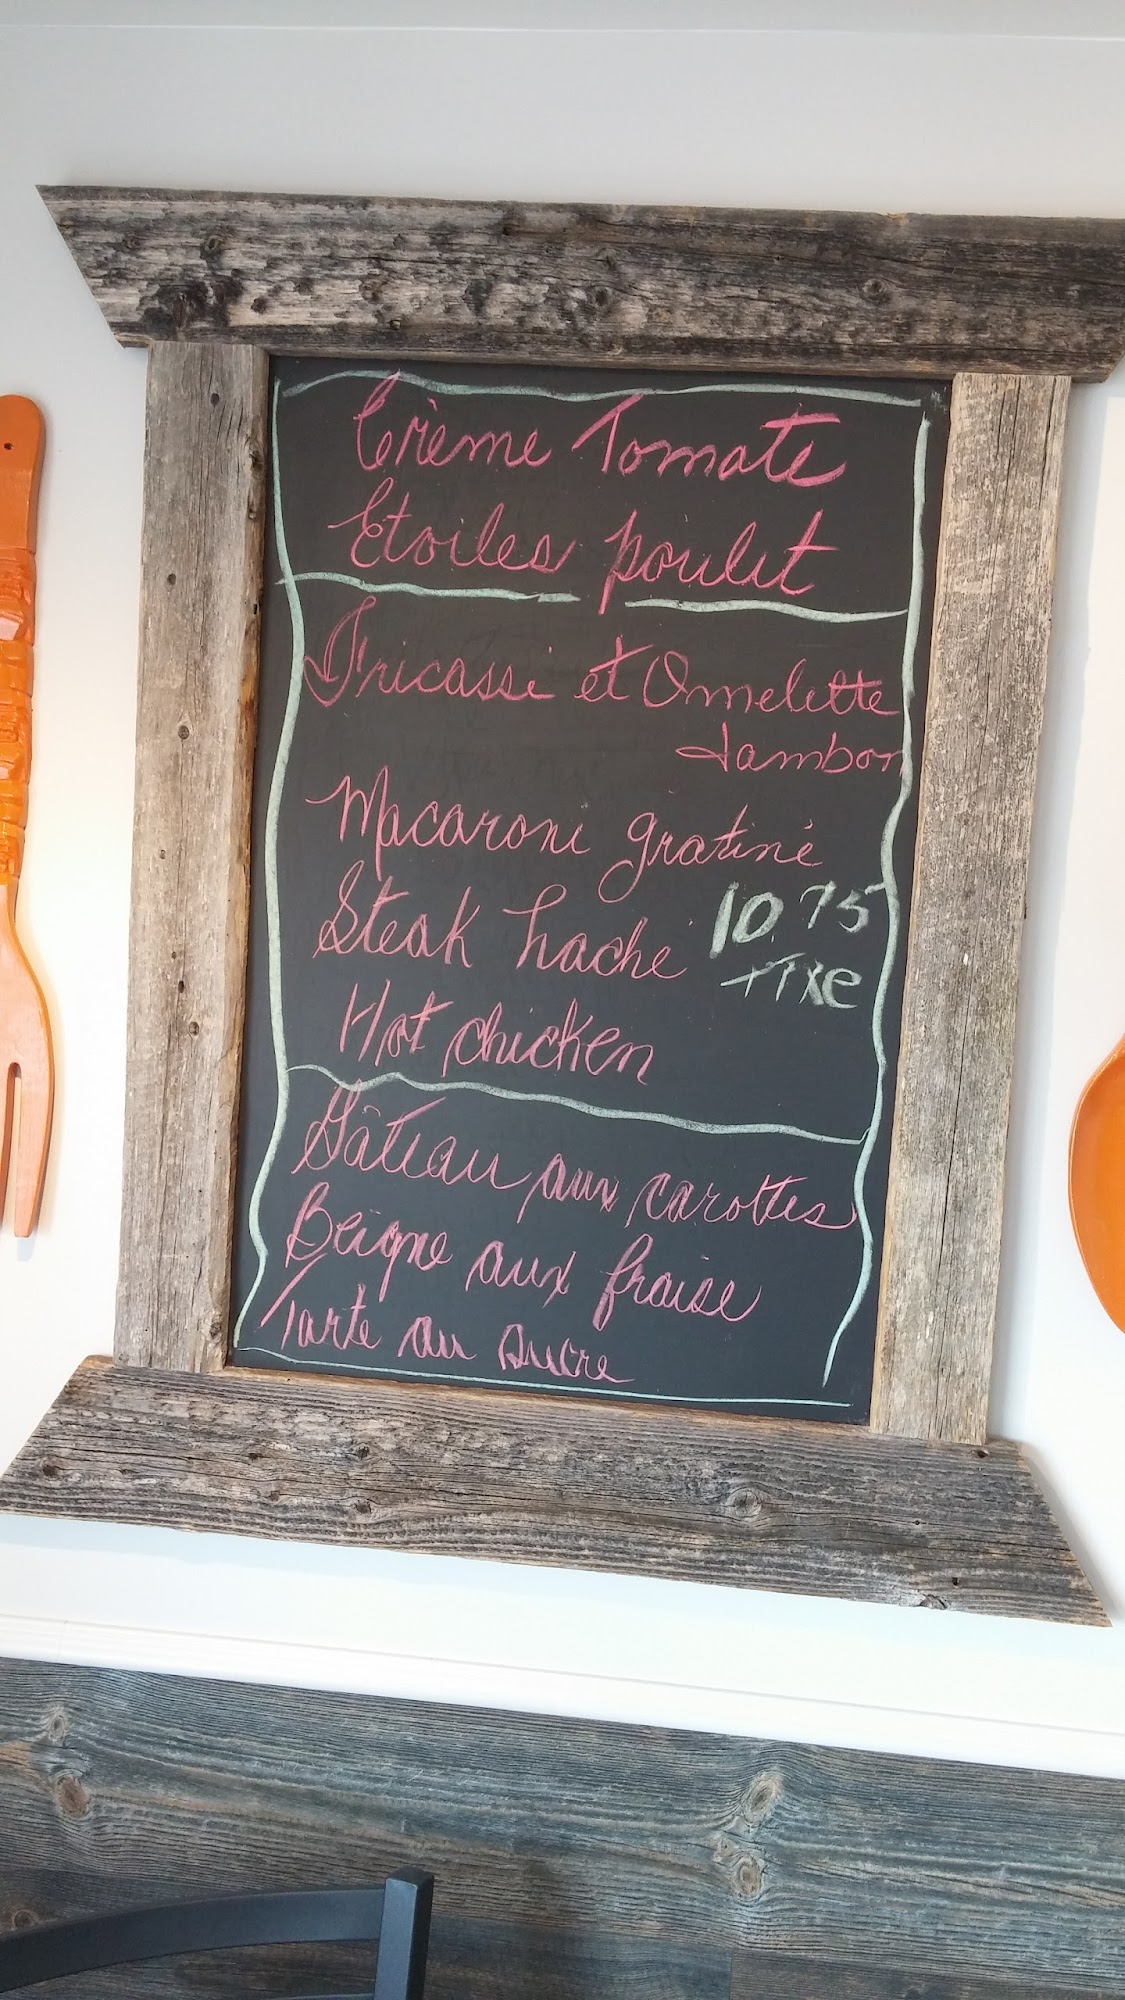 Crème Tomate
Etoiles poulet
Fricassi et Omelette
Jambon
Macaroni gratiné
Steak haché 10.75
+TXe
Hot chicken
Gâteau aux carottes
Beigne aux fraise
Tarte au sucre